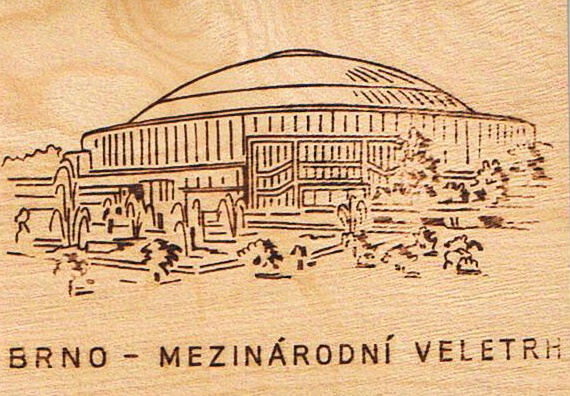 BRNO - MEZINÁRODNÍ VELETRH